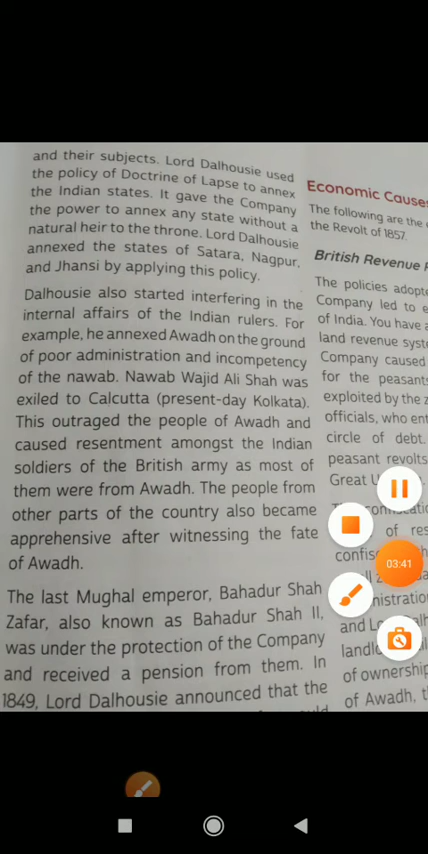 and their subjects. Lord Dalhousie used
the policy of Doctrine of Lapse to annex
the Indian states. It gave the Company
the power to annex any state without a
natural heir to the throne. Lord Dalhousie
annexed the states of Satara, Nagpur,
and Jhansi by applying this policy.
Dalhousie also started interfering in the
internal affairs of the Indian rulers. For
example, he annexed Awadh on the ground
of poor administration and incompetency
of the nawab. Nawab Wajid Ali Shah was
exiled to Calcutta (present-day Kolkata).
This outraged the people of Awadh and
caused resentment amongst the Indian
soldiers of the British army as most of
them were from Awadh. The people from
other parts of the country also became
apprehensive after witnessing the fate
of Awadh.
The last Mughal emperor, Bahadur Shah
Zafar, also known as Bahadur Shah II,
was under the protection of the Company
and received a pension from them. In
1849, Lord Dalhousie announced that the
Economic
The following are the
the Revolt of 1857.
British Revenue
The policies
Company led to
of India. You have
land revenue
Company caused
for the
exploited by the
officials, who
circle of debt.
peasant revolts
Great
of
and
of ownership
of Awadh,
03:41